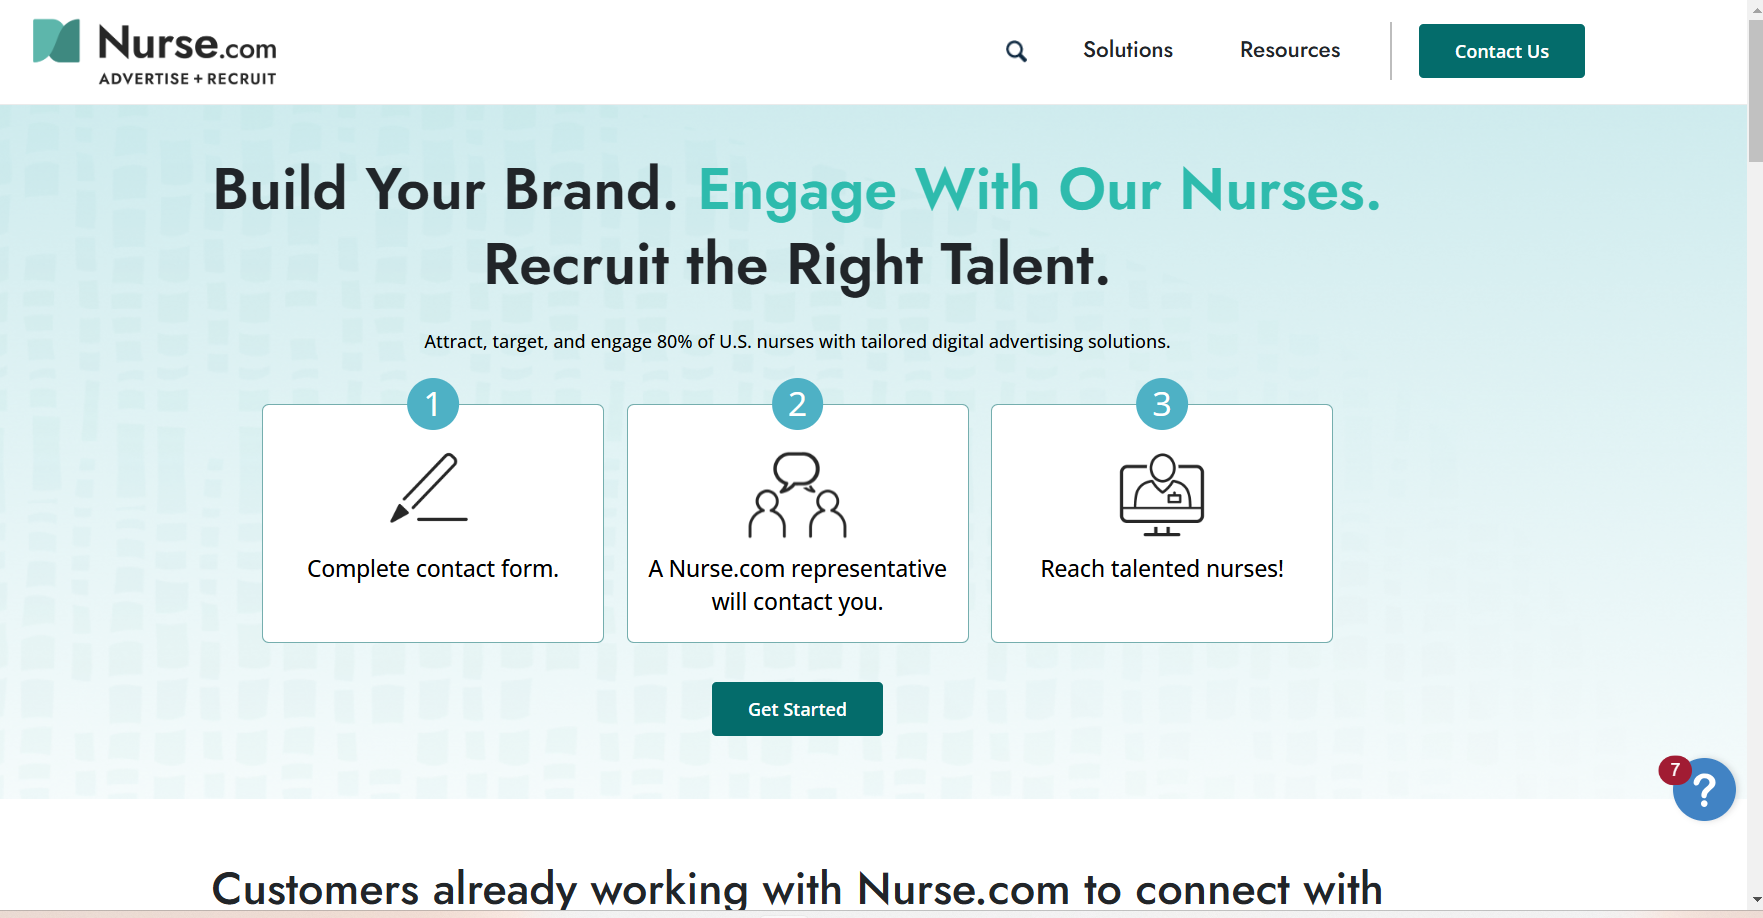 Nurse.com
ADVERTISE + RECRUIT
Solutions
Resources
Contact Us
Build Your Brand. Engage With Our Nurses.
Recruit the Right Talent.
Attract, target, and engage 80% of U.S. nurses with tailored digital advertising solutions.
1
Complete contact form.
2
A Nurse.com representative
will contact you.
3
Reach talented nurses!
Get Started
7
?
Customers already working with Nurse.com to connect with